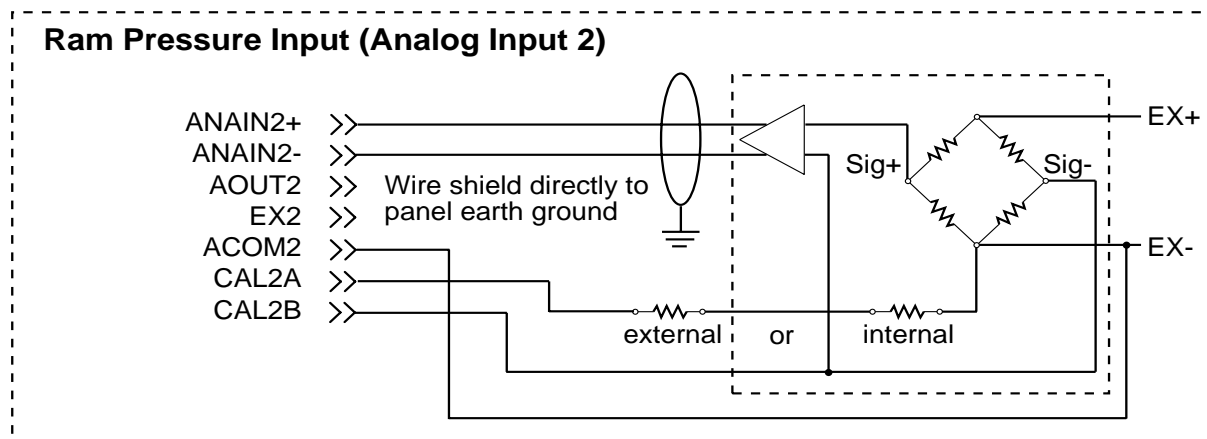 Ram Pressure Input (Analog Input 2)
ANAIN2+
ANAIN2-
AOUT2
EX2
ACOM2
CAL2A
CAL2B
Wire shield directly to
panel earth ground
Sig+
Sig-
EX+
EX-
external
or
internal